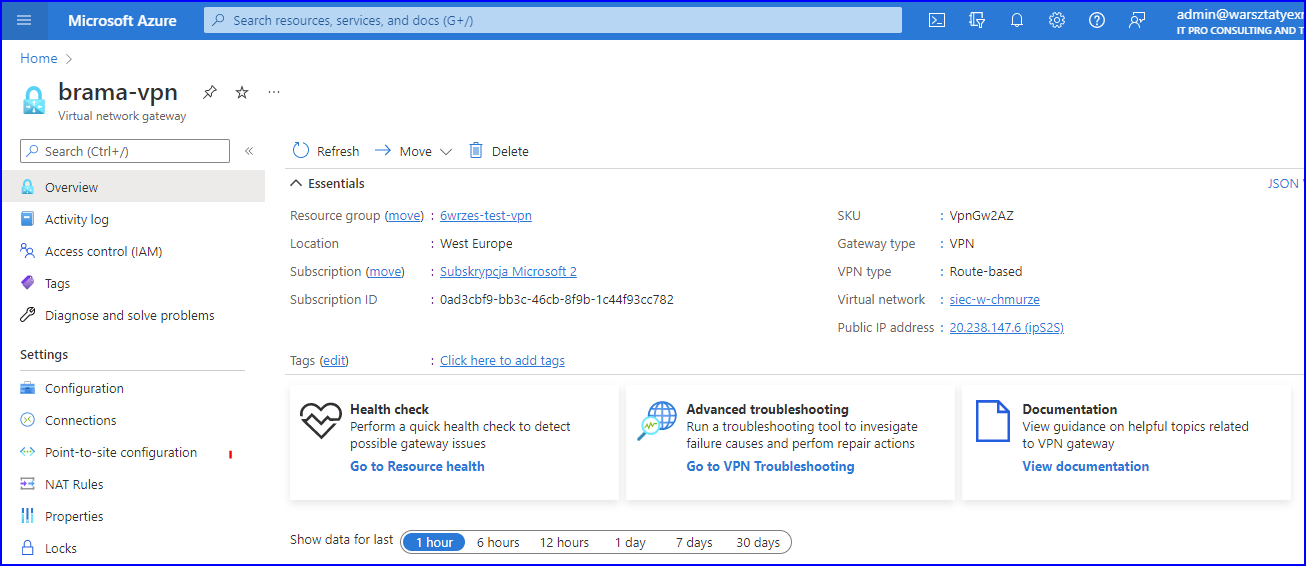 Microsoft Azure
Search resources, services, and docs (G+/)
admin@warsztatyex
IT PRO CONSULTING AND T
Home
brama-vpn
Virtual network gateway
Search (Ctrl+/)
«
Overview
Activity log
Access control (IAM)
Tags
Diagnose and solve problems
Settings
Configuration
Connections
Point-to-site configuration
NAT Rules
Properties
Locks
Refresh
Move
Delete
Essentials
JSON
Resource group (move) : 6wrzes-test-vpn
Location : West Europe
Subscription (move) : Subskrypcja Microsoft 2
Subscription ID : 0ad3cbf9-bb3c-46cb-8f9b-1c44f93cc782
SKU : VpnGw2AZ
Gateway type : VPN
VPN type : Route-based
Virtual network : siec-w-chmurze
Public IP address : 20.238.147.6 (ipS2S)
Tags (edit) : Click here to add tags
Health check
Perform a quick health check to detect
possible gateway issues
Go to Resource health
Advanced troubleshooting
Run a troubleshooting tool to invesigate
failure causes and perfom repair actions
Go to VPN Troubleshooting
Documentation
View guidance on helpful topics related
to VPN gateway
View documentation
Show data for last 1 hour 6 hours 12 hours 1 day 7 days 30 days